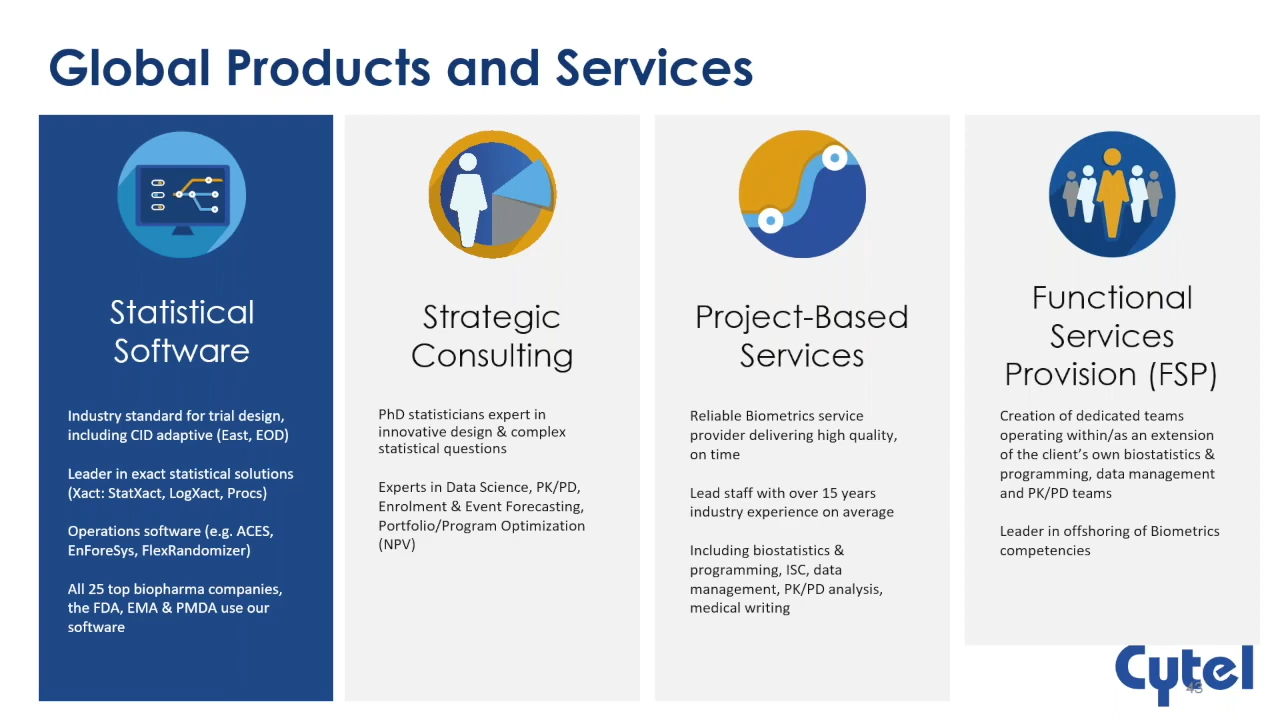 Global Products and Services
Statistical
Software
Industry standard for trial design,
including CID adaptive (East, EOD)
Leader in exact statistical solutions
(Xact: StatXact, LogXact, Procs)
Operations software (e.g. ACES,
EnForeSys, FlexRandomizer)
All 25 top biopharma companies,
the FDA, EMA & PMDA use our
software
Strategic
Consulting
PhD statisticians expert in
innovative design & complex
statistical questions
Experts in Data Science, PK/PD,
Enrolment & Event Forecasting,
Portfolio/Program Optimization
(NPV)
Project-Based
Services
Reliable Biometrics service
provider delivering high quality,
on time
Lead staff with over 15 years
industry experience on average
Including biostatistics &
programming, ISC, data
management, PK/PD analysis,
medical writing
Functional
Services
Provision (FSP)
Creation of dedicated teams
operating within/as an extension
of the client's own biostatistics &
programming, data management
and PK/PD teams
Leader in offshoring of Biometrics
competencies
Cytel
43